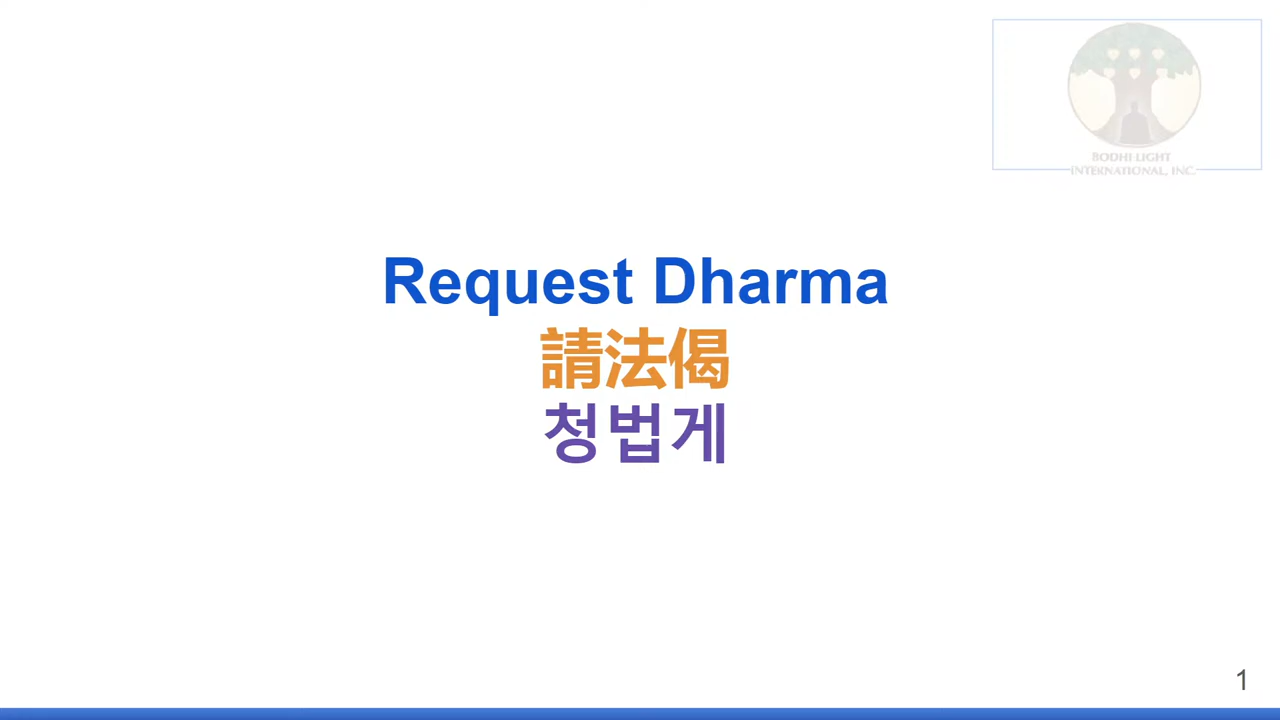 BODHI LIGHT
INTERNATIONAL, INC.
Request Dharma
請法偈
청법게
1